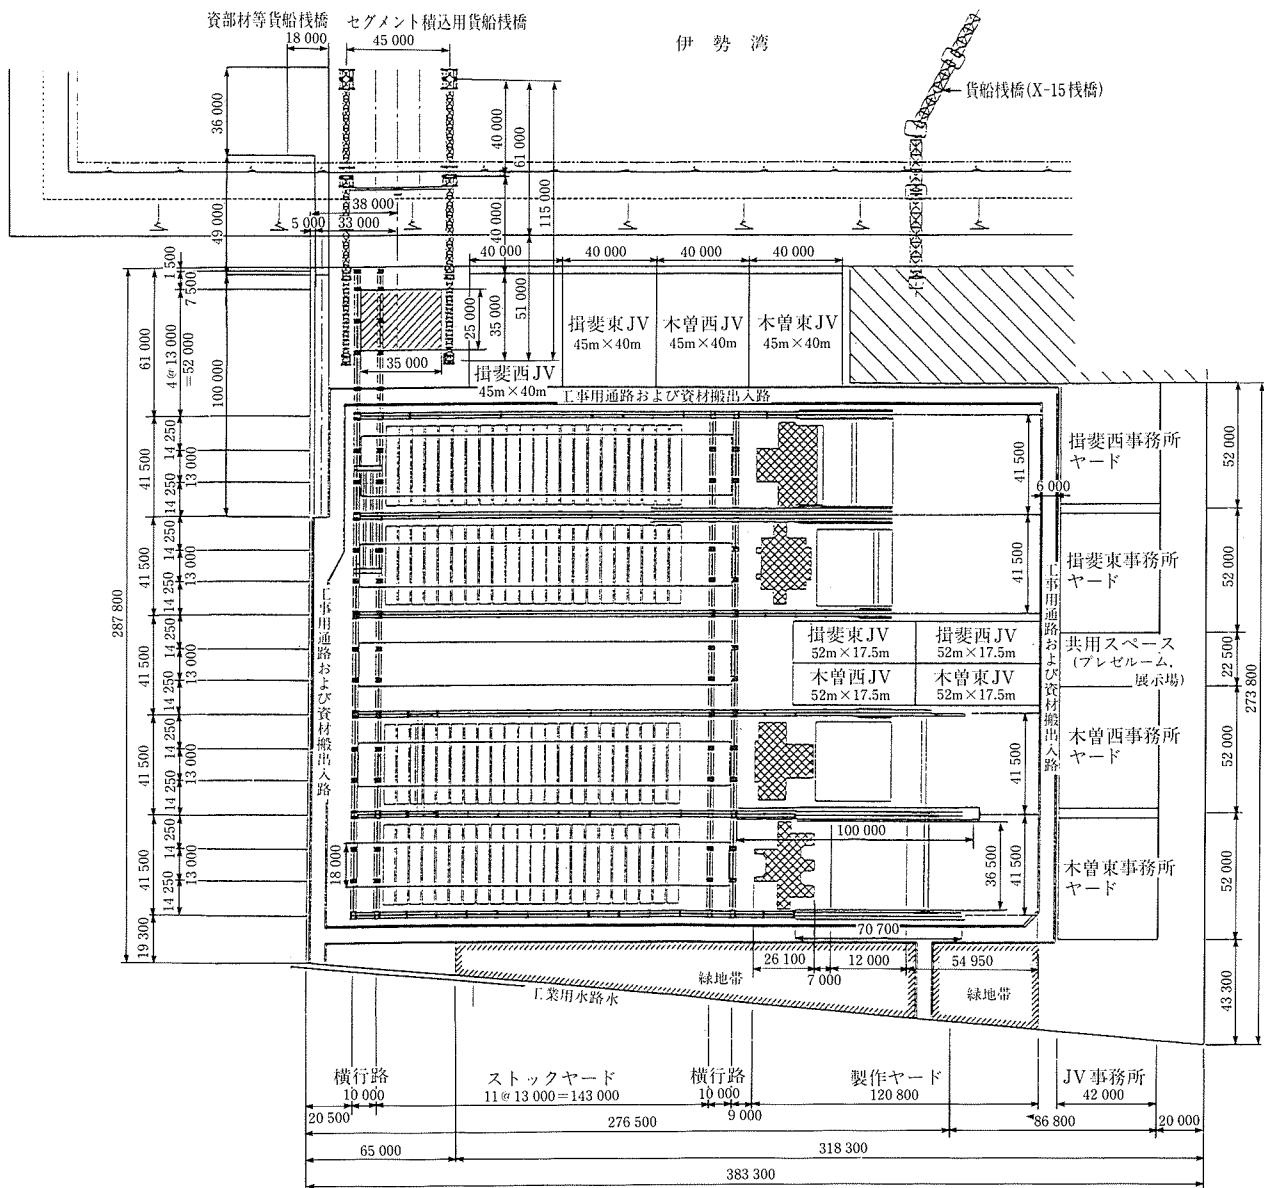 資部材等貨船桟橋
セグメント積込用貨船桟橋
18 000
45 000
伊 勢 湾
貨船桟橋(X-15桟橋)
36 000
40 000
61 000
115 000
49 000
38 000
5 000
33 000
40 000
40 000
40 000
40 000
40 000
1 500
7 500
51 000
35 000
25 000
35 000
61 000
4@13 000
=52 000
100 000
揖斐東JV
45m×40m
木曽西JV
45m×40m
木曽東JV
45m×40m
揖斐西JV
45m×40m
工事用通路および資材搬出入路
揖斐西事務所
ヤード
52 000
41 500
6 000
14 250
13 000
14 250
41 500
揖斐東事務所
ヤード
52 000
41 500
14 250
13 000
14 250
41 500
287 800
工事用通路および資材搬出入路
工事用通路および資材搬出入路
揖斐東JV
52m×17.5m
揖斐西JV
52m×17.5m
木曽西JV
52m×17.5m
木曽東JV
52m×17.5m
共用スペース
(プレゼルーム,
展示場)
22 500
273 800
14 250
13 000
14 250
41 500
木曽西事務所
ヤード
52 000
41 500
14 250
13 000
14 250
41 500
100 000
木曽東事務所
ヤード
52 000
36 500
41 500
18 000
14 250
13 000
14 250
41 500
19 300
70 700
26 100
7 000
12 000
54 950
緑地帯
緑地帯
工業用水路水
43 300
横行路
10 000
ストックヤード
11@13 000=143 000
横行路
10 000
製作ヤード
120 800
JV事務所
42 000
20 500
9 000
276 500
86 800
20 000
65 000
318 300
383 300